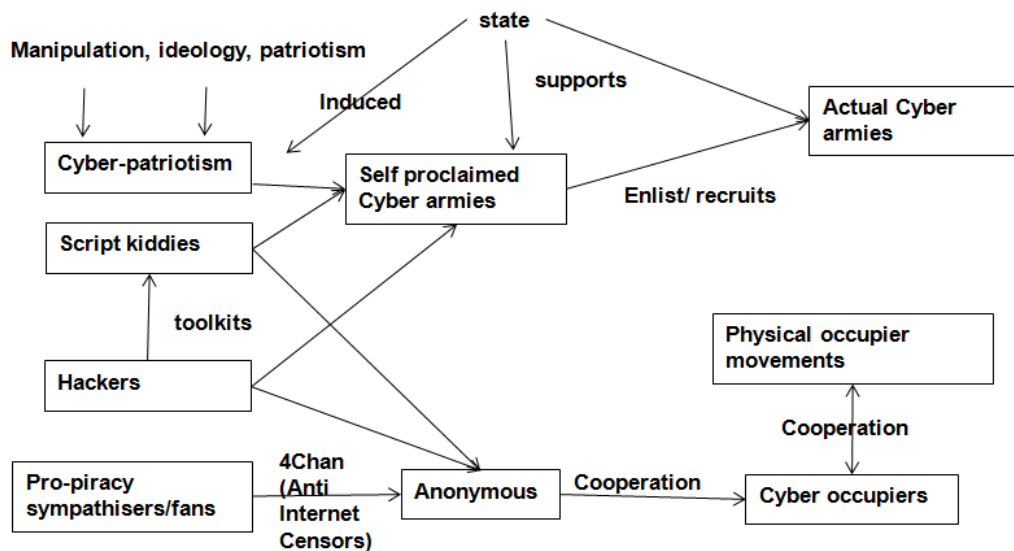 state
Manipulation, ideology, patriotism
supports
Induced
Actual Cyber
armies
Cyber-patriotism
Self proclaimed
Cyber armies
Enlist/ recruits
Script kiddies
toolkits
Physical occupier
movements
Hackers
Cooperation
4Chan
(Anti
Internet
Censors)
Pro-piracy
sympathisers/fans
Anonymous
Cooperation
Cyber occupiers